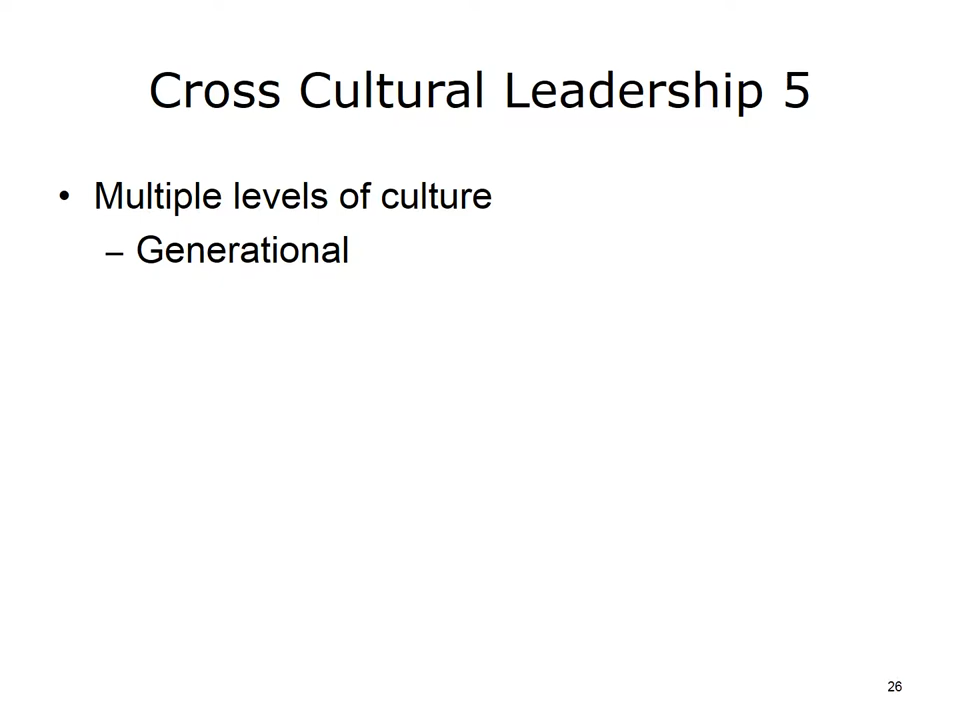 Cross Cultural Leadership 5
• Multiple levels of culture
– Generational
26